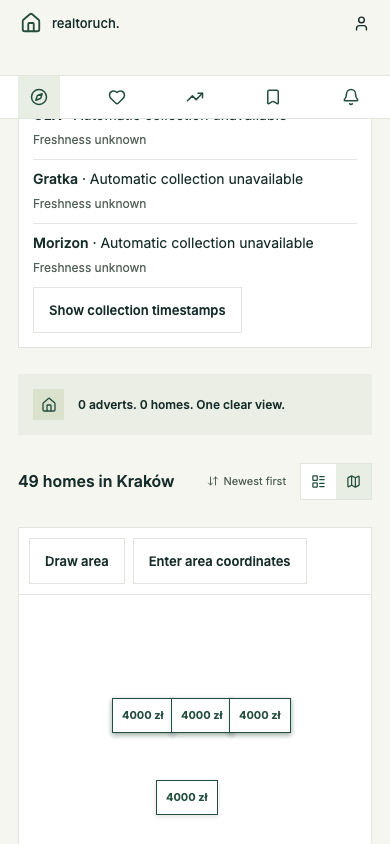 realtoruch.
Freshness unknown
Gratka · Automatic collection unavailable
Freshness unknown
Morizon · Automatic collection unavailable
Freshness unknown
Show collection timestamps
0 adverts. 0 homes. One clear view.
49 homes in Kraków
Newest first
Draw area
Enter area coordinates
4000 zł 4000 zł 4000 zł
4000 zł